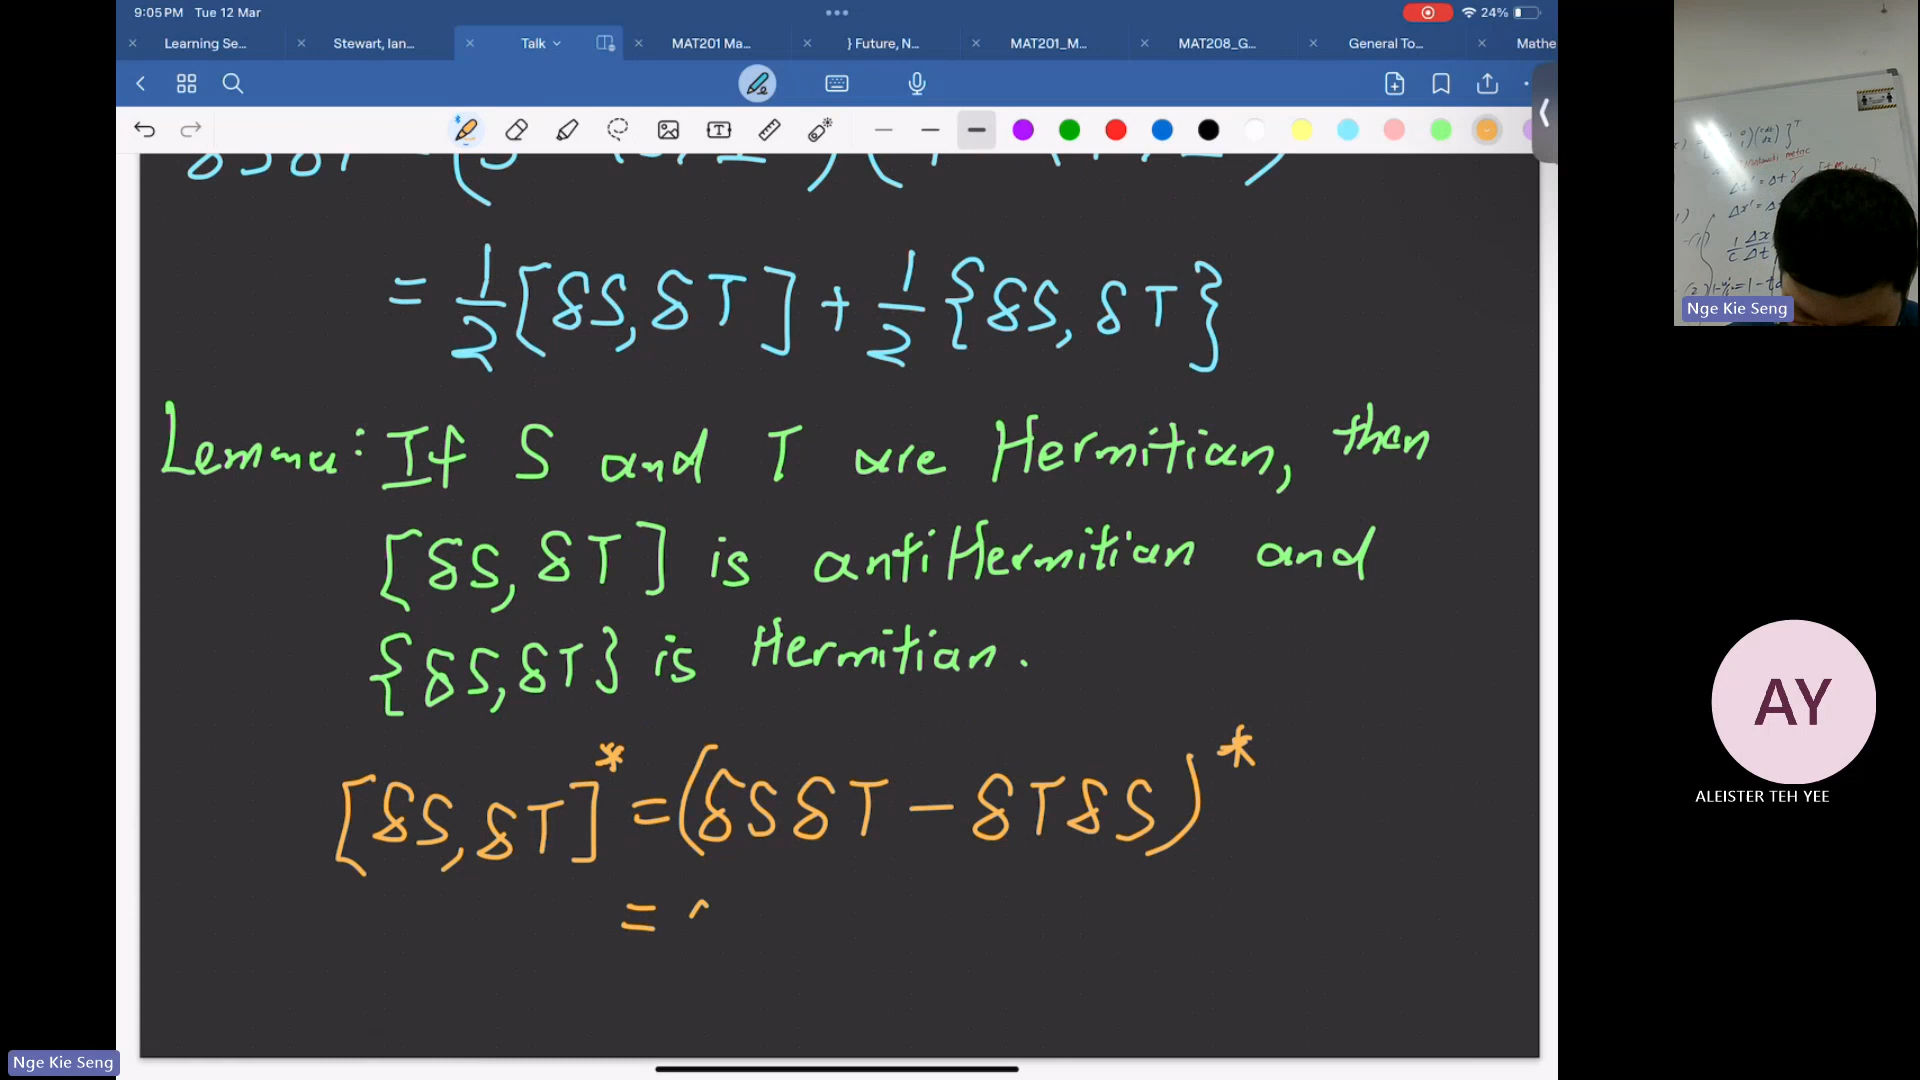 9:05 PM Tue 12 Mar
24%
Learning Se... Stewart, Ian... Talk MAT201 Ma... } Future, N... MAT201_M... MAT208_G... General To... Mathe
= 1/2 [δS, δT] + 1/2 {δS, δT}
Lemma: If S and T are Hermitian, then
[δS, δT] is antiHermitian and
{δS, δT} is Hermitian.
[δS, δT]* = (δSδT − δTδS)*
=
Nge Kie Seng
AY
ALEISTER TEH YEE
Nge Kie Seng